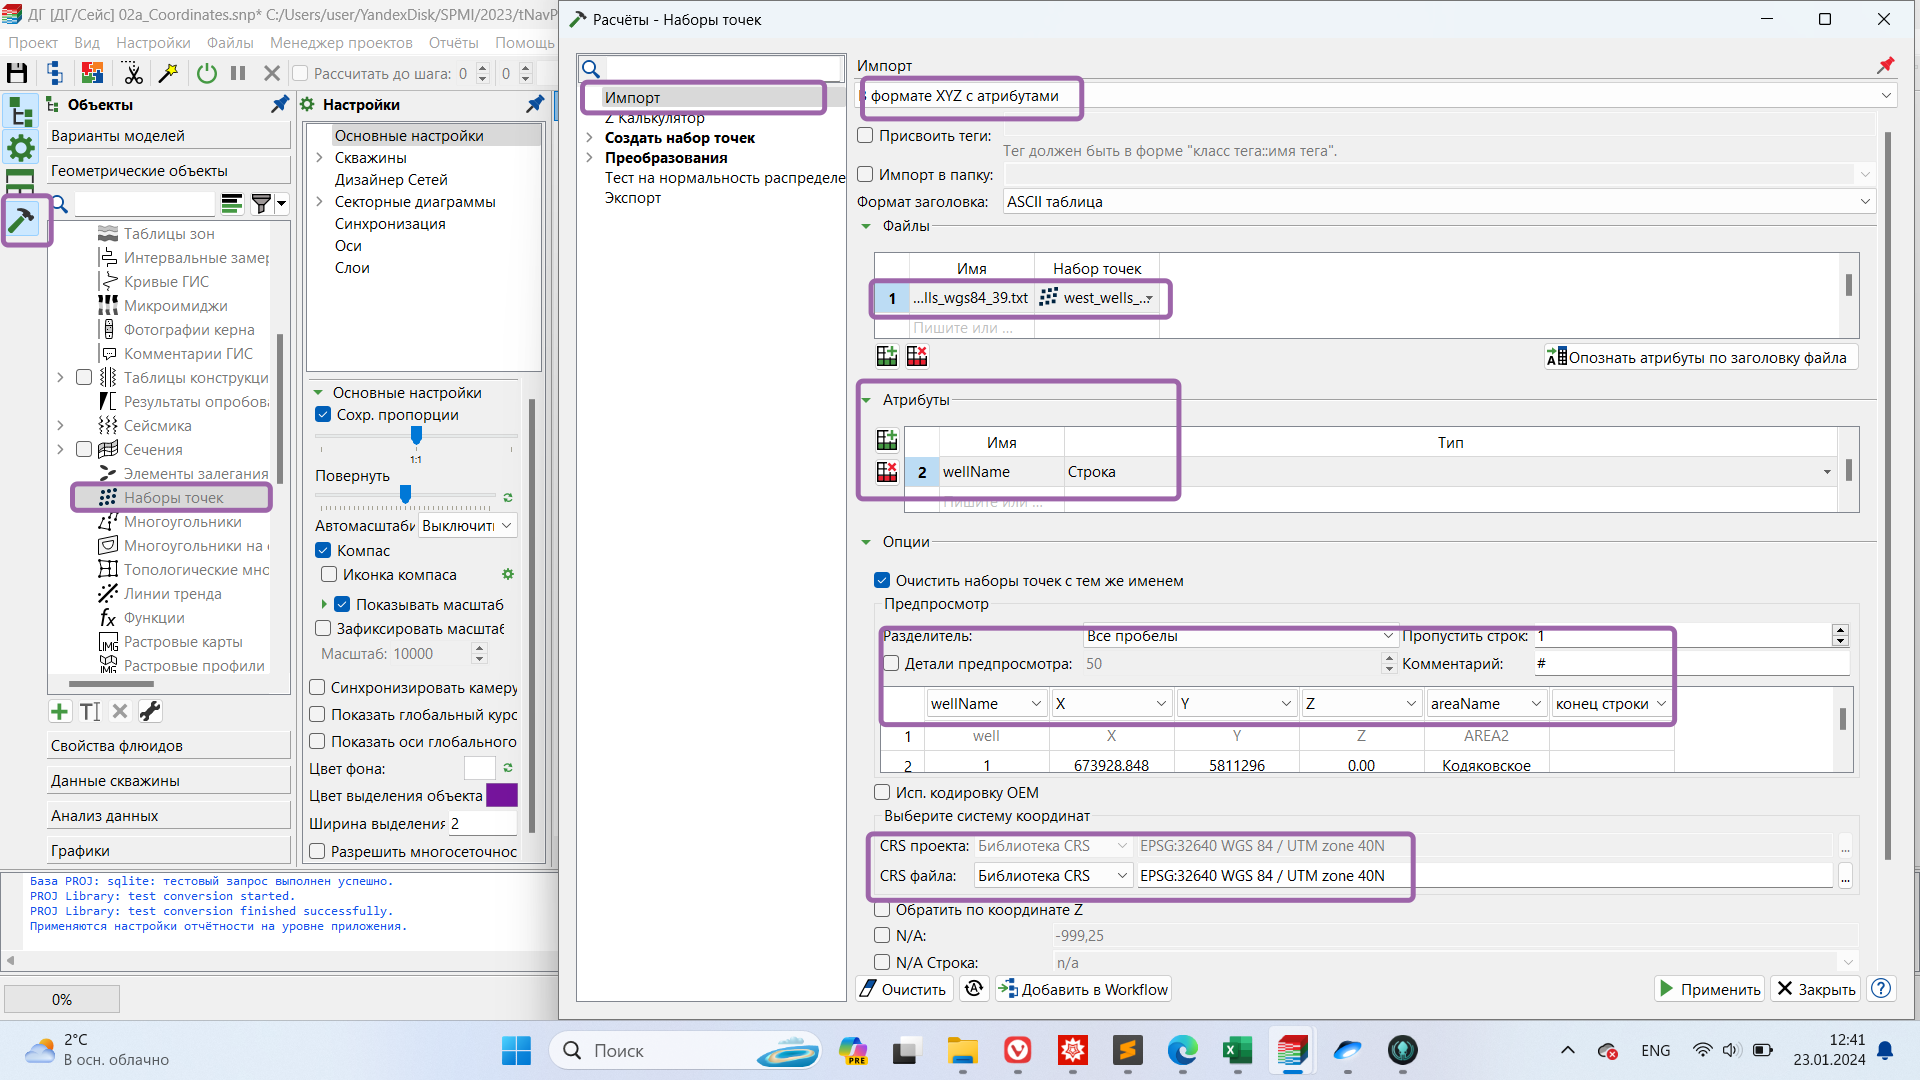 ДГ [ДГ/Сейс] 02a_Coordinates.snp* C:/Users/user/YandexDisk/SPMI/2023/tNavP
Проект Вид Настройки Файлы Менеджер проектов Отчёты Помощь
Рассчитать до шага: 0 0
Объекты
Варианты моделей
Геометрические объекты
Таблицы зон
Интервальные замер
Кривые ГИС
Микроимиджи
Фотографии керна
Комментарии ГИС
Таблицы конструкци
Результаты опробова
Сейсмика
Сечения
Элементы залегания
Наборы точек
Многоугольники
Многоугольники на
Топологические мно
Линии тренда
fx Функции
IMG Растровые карты
IMG Растровые профили
Свойства флюидов
Данные скважины
Анализ данных
Графики
Настройки
Основные настройки
Скважины
Дизайнер Сетей
Секторные диаграммы
Синхронизация
Оси
Слои
Основные настройки
Сохр. пропорции
1:1
Повернуть
Автомасштаби Выключить
Компас
Иконка компаса
Показывать масштаб
Зафиксировать масштаб
Масштаб: 10000
Синхронизировать камеру
Показать глобальный курс
Показать оси глобального
Цвет фона:
Цвет выделения объекта
Ширина выделения 2
Разрешить многосеточнос
База PROJ: sqlite: тестовый запрос выполнен успешно.
PROJ Library: test conversion started.
PROJ Library: test conversion finished successfully.
Применяются настройки отчётности на уровне приложения.
0%
Расчёты - Наборы точек
Импорт
Z Калькулятор
Создать набор точек
Преобразования
Тест на нормальность распределе
Экспорт
Импорт
В формате XYZ с атрибутами
Присвоить теги:
Тег должен быть в форме "класс тега::имя тега".
Импорт в папку:
Формат заголовка: ASCII таблица
Файлы
Имя Набор точек
1 ...lls_wgs84_39.txt west_wells_...
Пишите или ...
Опознать атрибуты по заголовку файла
Атрибуты
Имя Тип
2 wellName Строка
Пишите или ...
Опции
Очистить наборы точек с тем же именем
Предпросмотр
Разделитель: Все пробелы Пропустить строк: 1
Детали предпросмотра: 50 Комментарий: #
wellName X Y Z areaName конец строки
1 well X Y Z AREA2
2 1 673928.848 5811296 0.00 Кодяковское
Исп. кодировку OEM
Выберите систему координат
CRS проекта: Библиотека CRS EPSG:32640 WGS 84 / UTM zone 40N ...
CRS файла: Библиотека CRS EPSG:32640 WGS 84 / UTM zone 40N ...
Обратить по координате Z
N/A: -999,25
N/A Строка: n/a
Очистить Добавить в Workflow Применить Закрыть
2°C
В осн. облачно
Поиск
PRE
ENG
12:41
23.01.2024